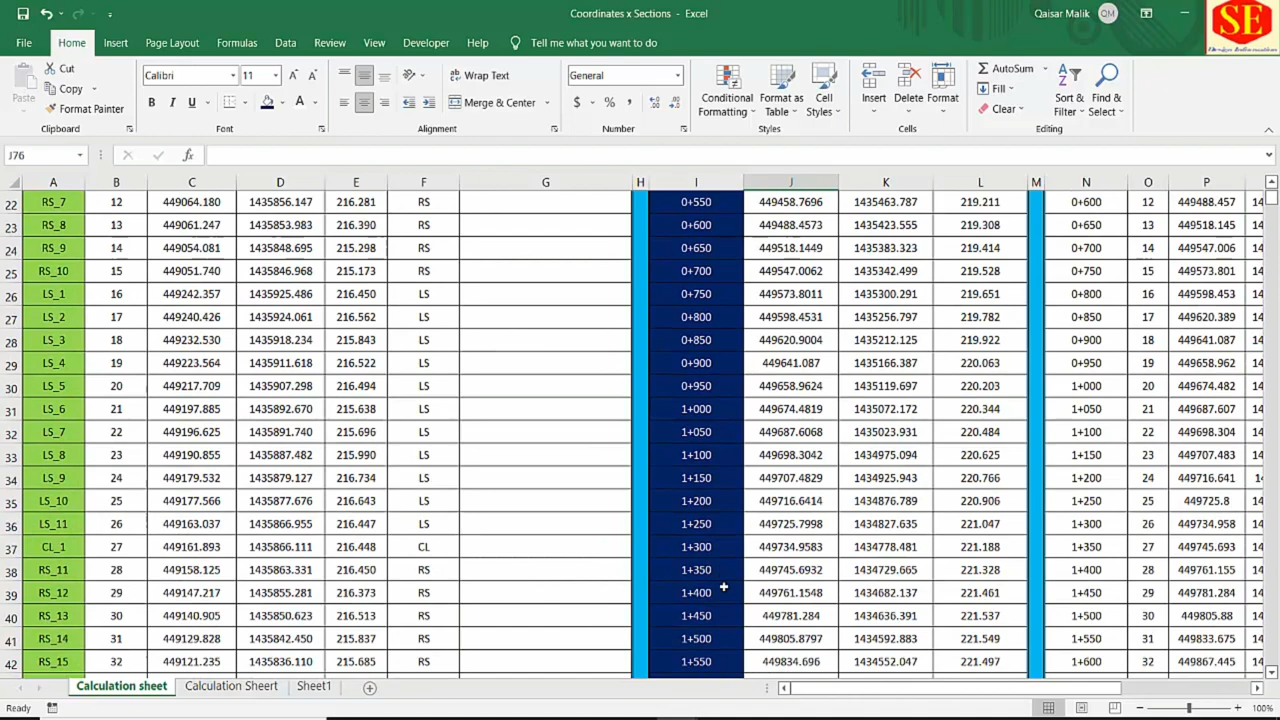 Coordinates x Sections - Excel
Qaisar Malik QM
SE
File Home Insert Page Layout Formulas Data Review View Developer Help Tell me what you want to do
Paste Cut Copy Format Painter
Calibri 11
B I U A
Wrap Text
Merge & Center
General
$ % ,
Conditional Formatting Format as Table Cell Styles
Insert Delete Format
AutoSum Fill Clear
Sort & Filter Find & Select
Clipboard Font Alignment Number Styles Cells Editing
J76 fx
A B C D E F G H I J K L M N O P
22 RS_7 12 449064.180 1435856.147 216.281 RS 0+550 449458.7696 1435463.787 219.211 0+600 12 449488.457 14
23 RS_8 13 449061.247 1435853.983 216.390 RS 0+600 449488.4573 1435423.555 219.308 0+650 13 449518.145 14
24 RS_9 14 449054.081 1435848.695 215.298 RS 0+650 449518.1449 1435383.323 219.414 0+700 14 449547.006 14
25 RS_10 15 449051.740 1435846.968 215.173 RS 0+700 449547.0062 1435342.499 219.528 0+750 15 449573.801 14
26 LS_1 16 449242.357 1435925.486 216.450 LS 0+750 449573.8011 1435300.291 219.651 0+800 16 449598.453 14
27 LS_2 17 449240.426 1435924.061 216.562 LS 0+800 449598.4531 1435256.797 219.782 0+850 17 449620.389 14
28 LS_3 18 449232.530 1435918.234 215.843 LS 0+850 449620.9004 1435212.125 219.922 0+900 18 449641.087 14
29 LS_4 19 449223.564 1435911.618 216.522 LS 0+900 449641.087 1435166.387 220.063 0+950 19 449658.962 14
30 LS_5 20 449217.709 1435907.298 216.494 LS 0+950 449658.9624 1435119.697 220.203 1+000 20 449674.482 14
31 LS_6 21 449197.885 1435892.670 215.638 LS 1+000 449674.4819 1435072.172 220.344 1+050 21 449687.607 14
32 LS_7 22 449196.625 1435891.740 215.696 LS 1+050 449687.6068 1435023.931 220.484 1+100 22 449698.304 14
33 LS_8 23 449190.855 1435887.482 215.990 LS 1+100 449698.3042 1434975.094 220.625 1+150 23 449707.483 14
34 LS_9 24 449179.532 1435879.127 216.734 LS 1+150 449707.4829 1434925.943 220.766 1+200 24 449716.641 1
35 LS_10 25 449177.566 1435877.676 216.643 LS 1+200 449716.6414 1434876.789 220.906 1+250 25 449725.8 14
36 LS_11 26 449163.037 1435866.955 216.447 LS 1+250 449725.7998 1434827.635 221.047 1+300 26 449734.958 14
37 CL_1 27 449161.893 1435866.111 216.448 CL 1+300 449734.9583 1434778.481 221.188 1+350 27 449745.693 14
38 RS_11 28 449158.125 1435863.331 216.450 RS 1+350 449745.6932 1434729.665 221.328 1+400 28 449761.155 14
39 RS_12 29 449147.217 1435855.281 216.373 RS 1+400 449761.1548 1434682.137 221.461 1+450 29 449781.284 14
40 RS_13 30 449140.905 1435850.623 216.513 RS 1+450 449781.284 1434636.391 221.537 1+500 30 449805.88 14
41 RS_14 31 449129.828 1435842.450 215.837 RS 1+500 449805.8797 1434592.883 221.549 1+550 31 449833.675 14
42 RS_15 32 449121.235 1435836.110 215.685 RS 1+550 449834.696 1434552.047 221.497 1+600 32 449867.445 14
Calculation sheet Calculation Sheert Sheet1
Ready 100%